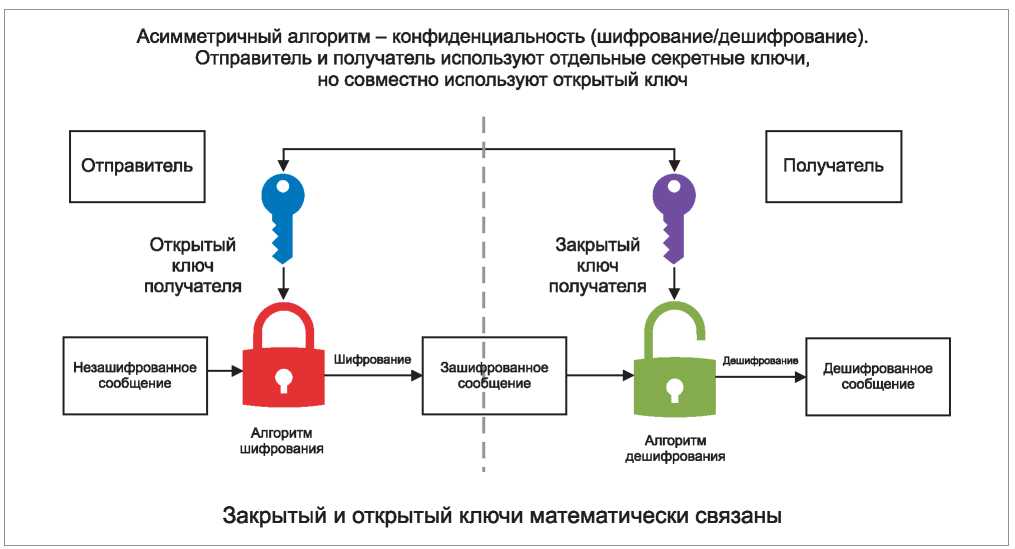 Асимметричный алгоритм – конфиденциальность (шифрование/дешифрование).
Отправитель и получатель используют отдельные секретные ключи,
но совместно используют открытый ключ
Отправитель
Получатель
Открытый
ключ
получателя
Закрытый
ключ
получателя
Незашифрованное
сообщение
Шифрование
Зашифрованное
сообщение
Дешифрование
Дешифрованное
сообщение
Алгоритм
шифрования
Алгоритм
дешифрования
Закрытый и открытый ключи математически связаны